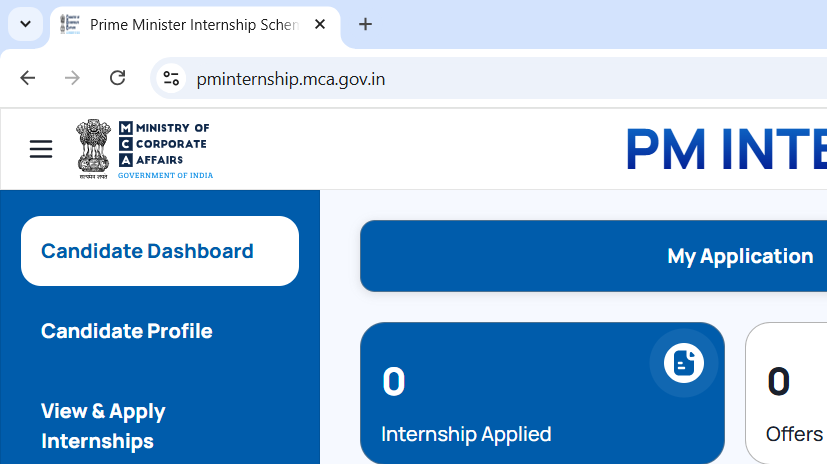 Prime Minister Internship Schem
pminternship.mca.gov.in
M MINISTRY OF
C CORPORATE
A AFFAIRS
GOVERNMENT OF INDIA
सत्यमेव जयते
PM INTE
Candidate Dashboard
My Application
Candidate Profile
0
Internship Applied
0
Offers
View & Apply
Internships